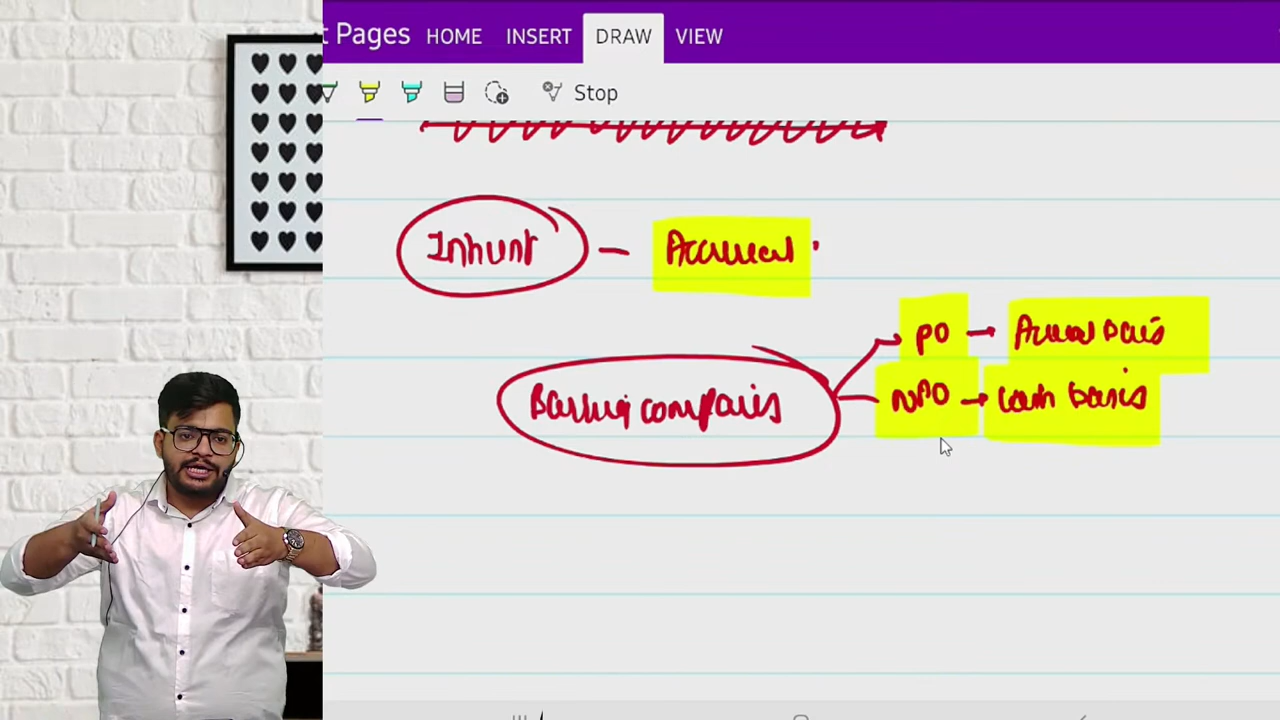 t Pages HOME INSERT DRAW VIEW
Stop
Interest - Accrual
PO → Accrual Basis
Banking companies
NPO → Cash Basis